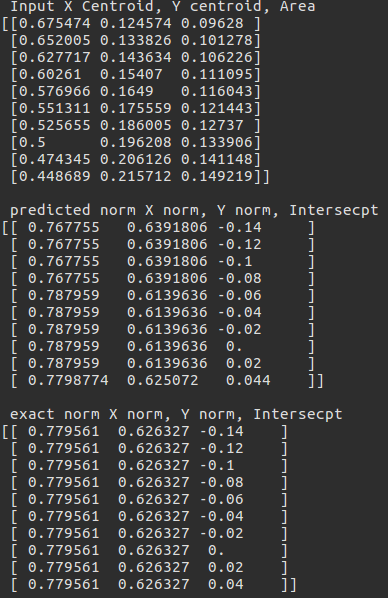 Input X Centroid, Y centroid, Area
[[0.675474 0.124574 0.09628 ]
[0.652005 0.133826 0.101278]
[0.627717 0.143634 0.106226]
[0.60261  0.15407  0.111095]
[0.576966 0.1649   0.116043]
[0.551311 0.175559 0.121443]
[0.525655 0.186005 0.12737 ]
[0.5      0.196208 0.133906]
[0.474345 0.206126 0.141148]
[0.448689 0.215712 0.149219]]
predicted norm X norm, Y norm, Intersecpt
[[ 0.767755   0.6391806 -0.14      ]
[ 0.767755   0.6391806 -0.12      ]
[ 0.767755   0.6391806 -0.1       ]
[ 0.767755   0.6391806 -0.08      ]
[ 0.787959   0.6139636 -0.06      ]
[ 0.787959   0.6139636 -0.04      ]
[ 0.787959   0.6139636 -0.02      ]
[ 0.787959   0.6139636  0.        ]
[ 0.787959   0.6139636  0.02      ]
[ 0.7798774  0.625072   0.044     ]]
exact norm X norm, Y norm, Intersecpt
[[ 0.779561  0.626327 -0.14    ]
[ 0.779561  0.626327 -0.12    ]
[ 0.779561  0.626327 -0.1     ]
[ 0.779561  0.626327 -0.08    ]
[ 0.779561  0.626327 -0.06    ]
[ 0.779561  0.626327 -0.04    ]
[ 0.779561  0.626327 -0.02    ]
[ 0.779561  0.626327  0.      ]
[ 0.779561  0.626327  0.02    ]
[ 0.779561  0.626327  0.04    ]]